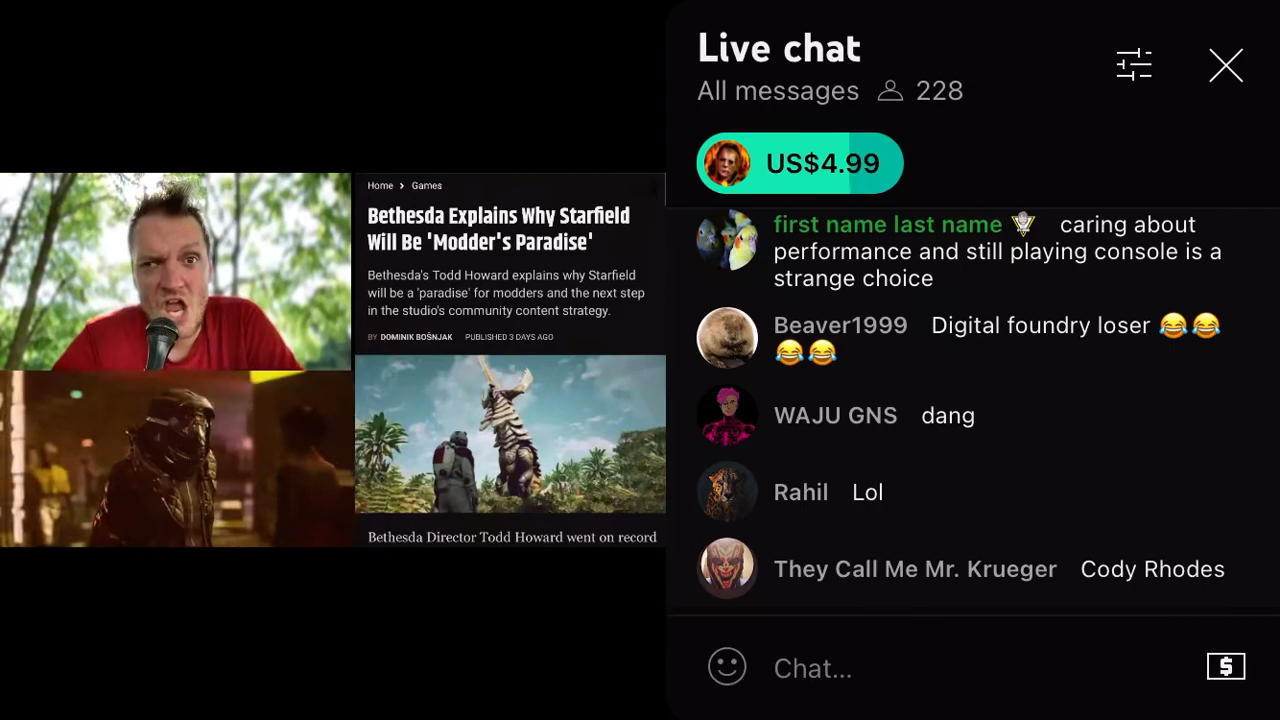 Home > Games
Bethesda Explains Why Starfield
Will Be 'Modder's Paradise'
Bethesda's Todd Howard explains why Starfield
will be a 'paradise' for modders and the next step
in the studio's community content strategy.
BY DOMINIK BOŠNJAK PUBLISHED 3 DAYS AGO
Bethesda Director Todd Howard went on record
Live chat
All messages 228
US$4.99
first name last name caring about
performance and still playing console is a
strange choice
Beaver1999 Digital foundry loser 😂😂
😂😂
WAJU GNS dang
Rahil Lol
They Call Me Mr. Krueger Cody Rhodes
Chat...
$